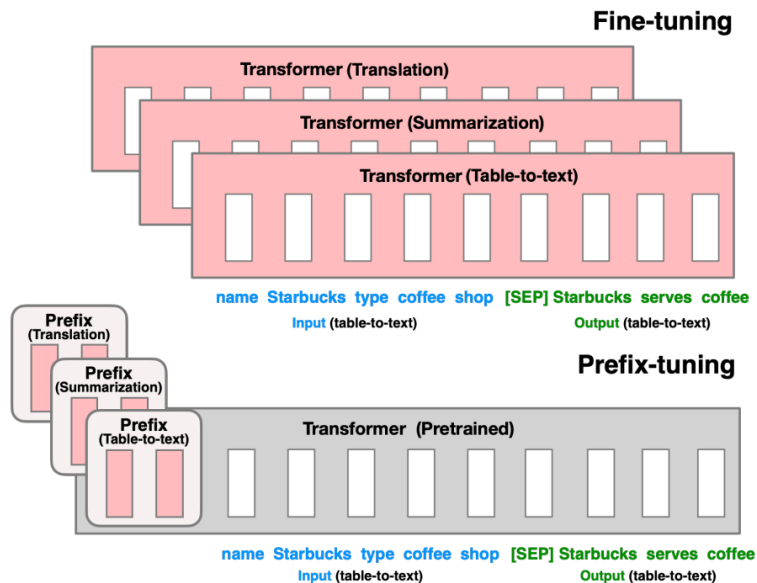 Fine-tuning
Transformer (Translation)
Transformer (Summarization)
Transformer (Table-to-text)
name Starbucks type coffee shop [SEP] Starbucks serves coffee
Input (table-to-text) Output (table-to-text)
Prefix-tuning
Prefix
(Translation)
Prefix
(Summarization)
Prefix
(Table-to-text)
Transformer (Pretrained)
name Starbucks type coffee shop [SEP] Starbucks serves coffee
Input (table-to-text) Output (table-to-text)